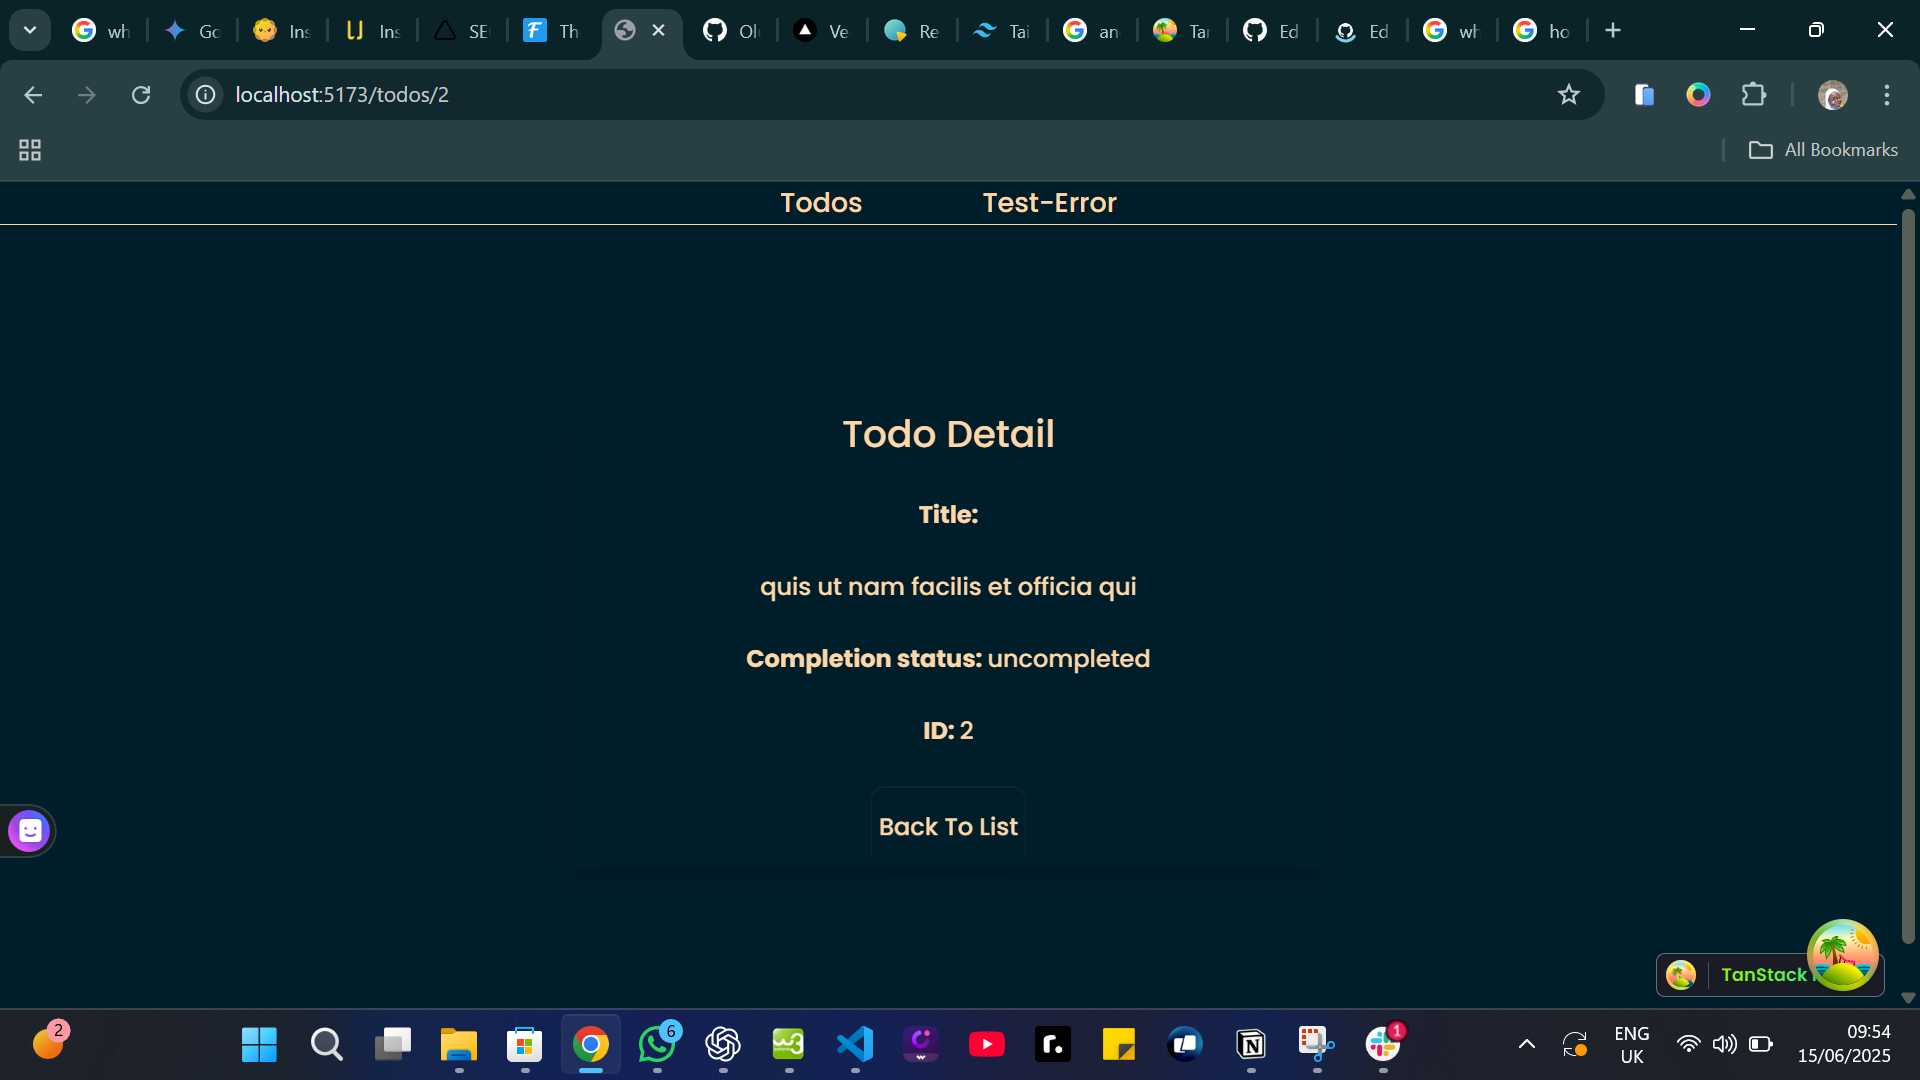 wh
Go
Ins
Ins
SE
Th
Ol
Ve
Re
Tai
an
Tar
Ed
Ed
wh
ho
localhost:5173/todos/2
All Bookmarks
Todos
Test-Error
Todo Detail
Title:
quis ut nam facilis et officia qui
Completion status: uncompleted
ID: 2
Back To List
TanStack
2
6
1
ENG
UK
09:54
15/06/2025